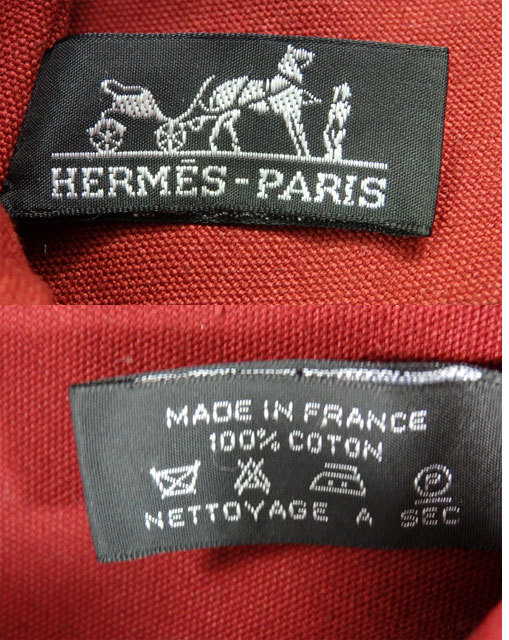 HERMÈS-PARIS
MADE IN FRANCE
100% COTON
P
NETTOYAGE A SEC